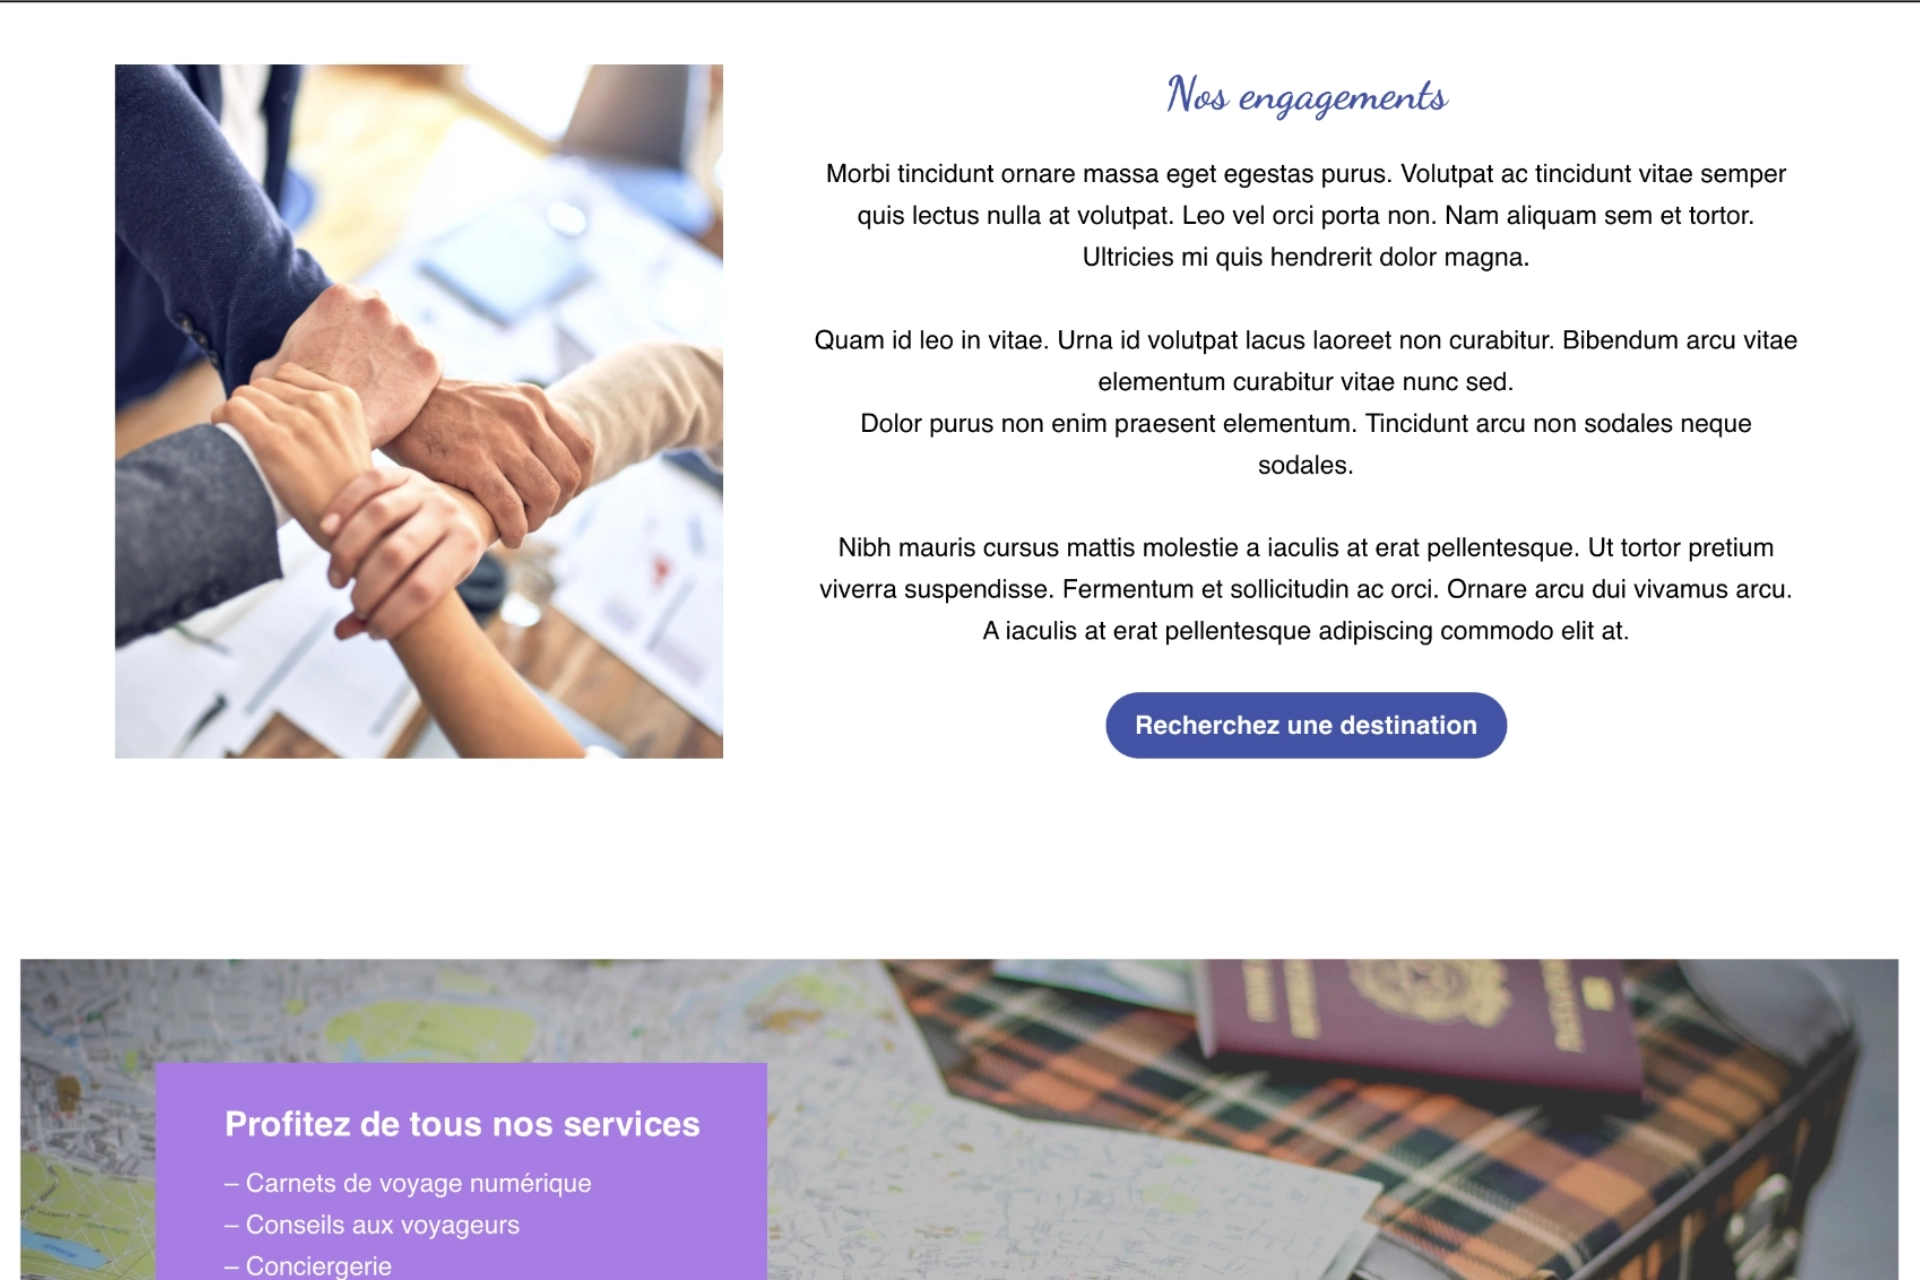 Nos engagements
Morbi tincidunt ornare massa eget egestas purus. Volutpat ac tincidunt vitae semper
quis lectus nulla at volutpat. Leo vel orci porta non. Nam aliquam sem et tortor.
Ultricies mi quis hendrerit dolor magna.
Quam id leo in vitae. Urna id volutpat lacus laoreet non curabitur. Bibendum arcu vitae
elementum curabitur vitae nunc sed.
Dolor purus non enim praesent elementum. Tincidunt arcu non sodales neque
sodales.
Nibh mauris cursus mattis molestie a iaculis at erat pellentesque. Ut tortor pretium
viverra suspendisse. Fermentum et sollicitudin ac orci. Ornare arcu dui vivamus arcu.
A iaculis at erat pellentesque adipiscing commodo elit at.
Recherchez une destination
Profitez de tous nos services
– Carnets de voyage numérique
– Conseils aux voyageurs
– Conciergerie